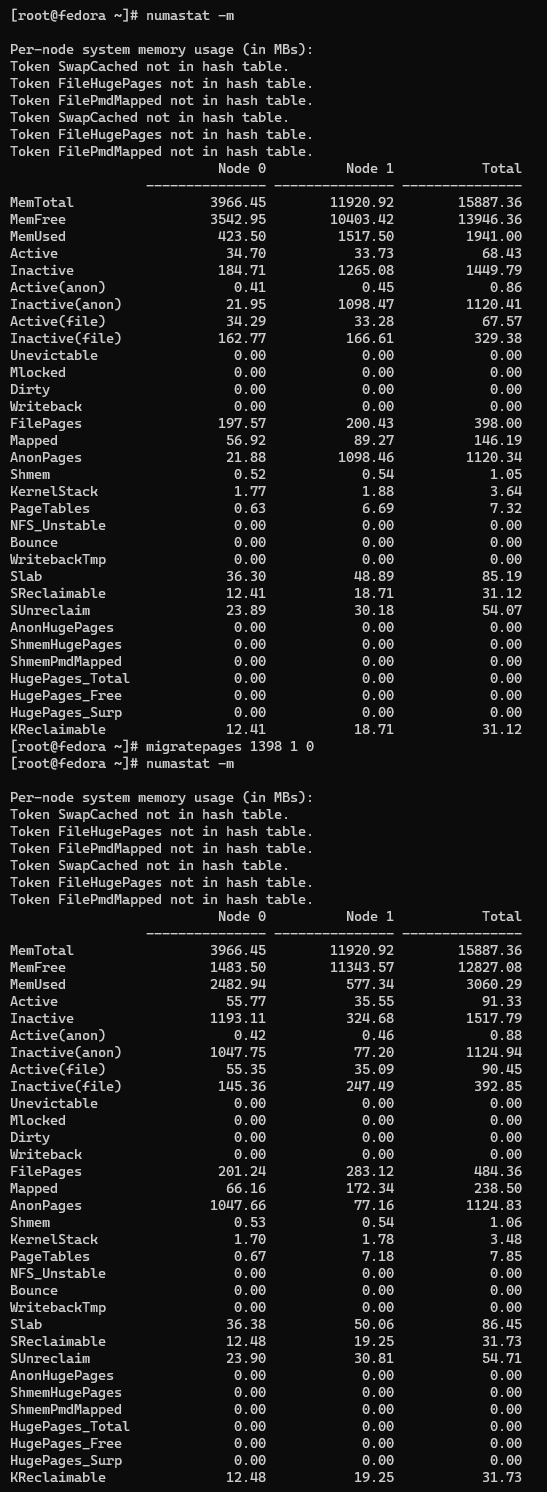 [root@fedora ~]# numastat -m
Per-node system memory usage (in MBs):
Token SwapCached not in hash table.
Token FileHugePages not in hash table.
Token FilePmdMapped not in hash table.
Token SwapCached not in hash table.
Token FileHugePages not in hash table.
Token FilePmdMapped not in hash table.
Node 0 Node 1 Total
--------------- --------------- ---------------
MemTotal 3966.45 11920.92 15887.36
MemFree 3542.95 10403.42 13946.36
MemUsed 423.50 1517.50 1941.00
Active 34.70 33.73 68.43
Inactive 184.71 1265.08 1449.79
Active(anon) 0.41 0.45 0.86
Inactive(anon) 21.95 1098.47 1120.41
Active(file) 34.29 33.28 67.57
Inactive(file) 162.77 166.61 329.38
Unevictable 0.00 0.00 0.00
Mlocked 0.00 0.00 0.00
Dirty 0.00 0.00 0.00
Writeback 0.00 0.00 0.00
FilePages 197.57 200.43 398.00
Mapped 56.92 89.27 146.19
AnonPages 21.88 1098.46 1120.34
Shmem 0.52 0.54 1.05
KernelStack 1.77 1.88 3.64
PageTables 0.63 6.69 7.32
NFS_Unstable 0.00 0.00 0.00
Bounce 0.00 0.00 0.00
WritebackTmp 0.00 0.00 0.00
Slab 36.30 48.89 85.19
SReclaimable 12.41 18.71 31.12
SUnreclaim 23.89 30.18 54.07
AnonHugePages 0.00 0.00 0.00
ShmemHugePages 0.00 0.00 0.00
ShmemPmdMapped 0.00 0.00 0.00
HugePages_Total 0.00 0.00 0.00
HugePages_Free 0.00 0.00 0.00
HugePages_Surp 0.00 0.00 0.00
KReclaimable 12.41 18.71 31.12
[root@fedora ~]# migratepages 1398 1 0
[root@fedora ~]# numastat -m
Per-node system memory usage (in MBs):
Token SwapCached not in hash table.
Token FileHugePages not in hash table.
Token FilePmdMapped not in hash table.
Token SwapCached not in hash table.
Token FileHugePages not in hash table.
Token FilePmdMapped not in hash table.
Node 0 Node 1 Total
--------------- --------------- ---------------
MemTotal 3966.45 11920.92 15887.36
MemFree 1483.50 11343.57 12827.08
MemUsed 2482.94 577.34 3060.29
Active 55.77 35.55 91.33
Inactive 1193.11 324.68 1517.79
Active(anon) 0.42 0.46 0.88
Inactive(anon) 1047.75 77.20 1124.94
Active(file) 55.35 35.09 90.45
Inactive(file) 145.36 247.49 392.85
Unevictable 0.00 0.00 0.00
Mlocked 0.00 0.00 0.00
Dirty 0.00 0.00 0.00
Writeback 0.00 0.00 0.00
FilePages 201.24 283.12 484.36
Mapped 66.16 172.34 238.50
AnonPages 1047.66 77.16 1124.83
Shmem 0.53 0.54 1.06
KernelStack 1.70 1.78 3.48
PageTables 0.67 7.18 7.85
NFS_Unstable 0.00 0.00 0.00
Bounce 0.00 0.00 0.00
WritebackTmp 0.00 0.00 0.00
Slab 36.38 50.06 86.45
SReclaimable 12.48 19.25 31.73
SUnreclaim 23.90 30.81 54.71
AnonHugePages 0.00 0.00 0.00
ShmemHugePages 0.00 0.00 0.00
ShmemPmdMapped 0.00 0.00 0.00
HugePages_Total 0.00 0.00 0.00
HugePages_Free 0.00 0.00 0.00
HugePages_Surp 0.00 0.00 0.00
KReclaimable 12.48 19.25 31.73